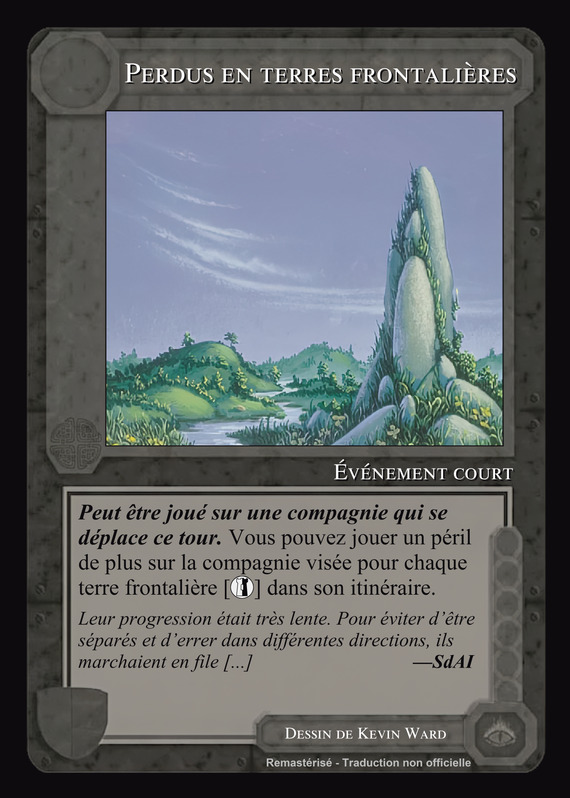 Perdus en terres frontalières
Événement court
Peut être joué sur une compagnie qui se
déplace ce tour. Vous pouvez jouer un péril
de plus sur la compagnie visée pour chaque
terre frontalière [ ] dans son itinéraire.
Leur progression était très lente. Pour éviter d’être
séparés et d’errer dans différentes directions, ils
marchaient en file [...] —SdAI
Dessin de Kevin Ward
Remastérisé - Traduction non officielle